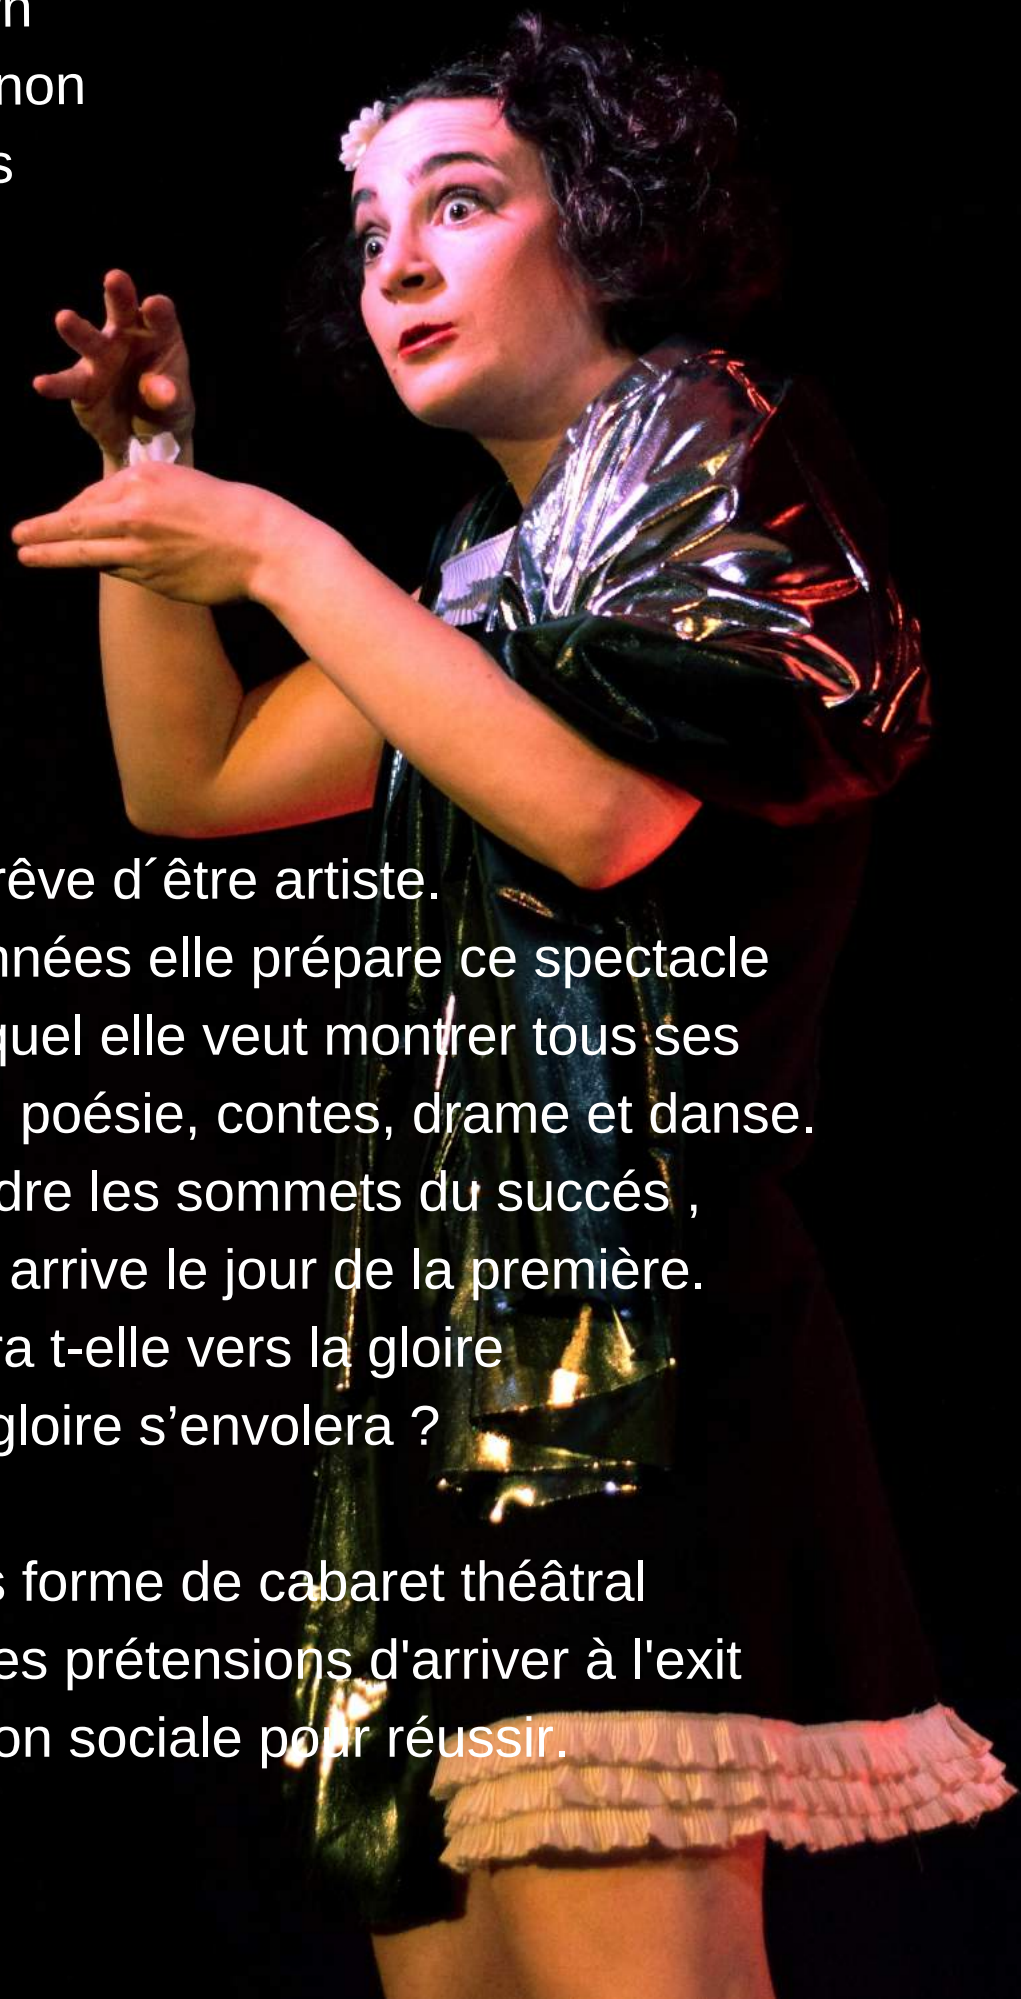 n
non
s
rêve d´être artiste.
nnées elle prépare ce spectacle
quel elle veut montrer tous ses
poésie, contes, drame et danse.
dre les sommets du succés ,
arrive le jour de la première.
ra t-elle vers la gloire
gloire s’envolera ?
s forme de cabaret théâtral
es prétensions d'arriver à l'exit
on sociale pour réussir.